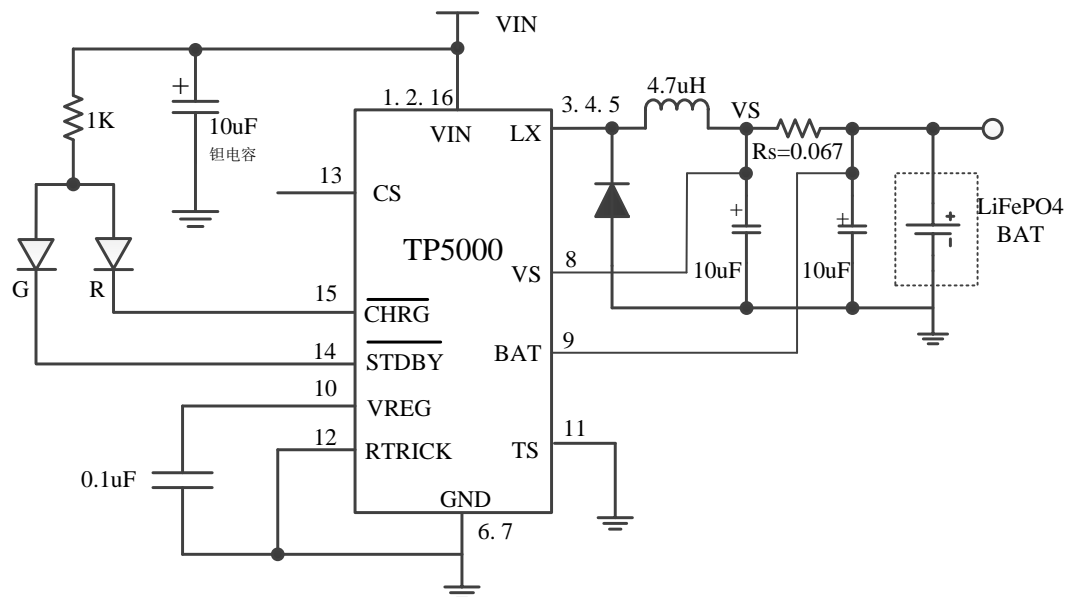 VIN
1K
+
10uF
钽电容
1. 2. 16
VIN
3. 4. 5
LX
4.7uH
VS
Rs=0.067
13
CS
TP5000
VS
8
+
10uF
+
10uF
+
LiFePO4
BAT
G
R
15
CHRG
14
STDBY
BAT
9
10
VREG
12
RTRICK
TS
11
0.1uF
GND
6. 7